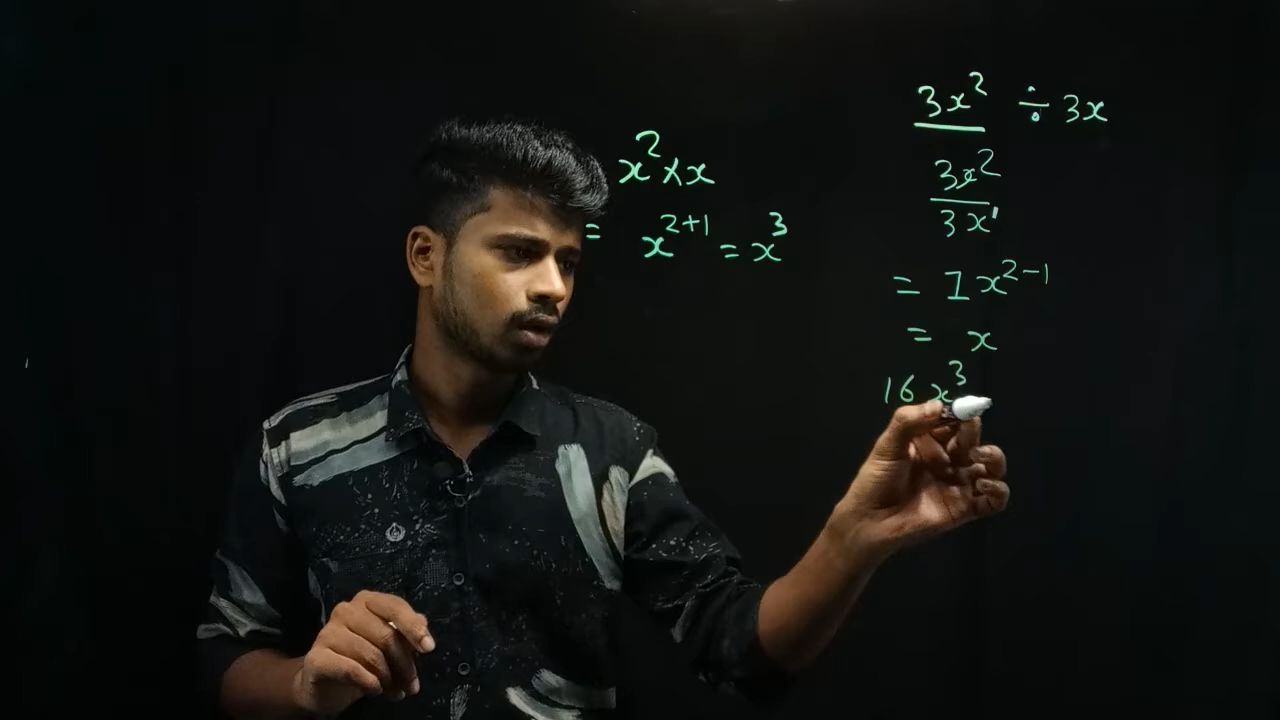 x² × x
= x²⁺¹ = x³
3x² ÷ 3x
3x²
3x¹
= 1x²⁻¹
= x
16x³